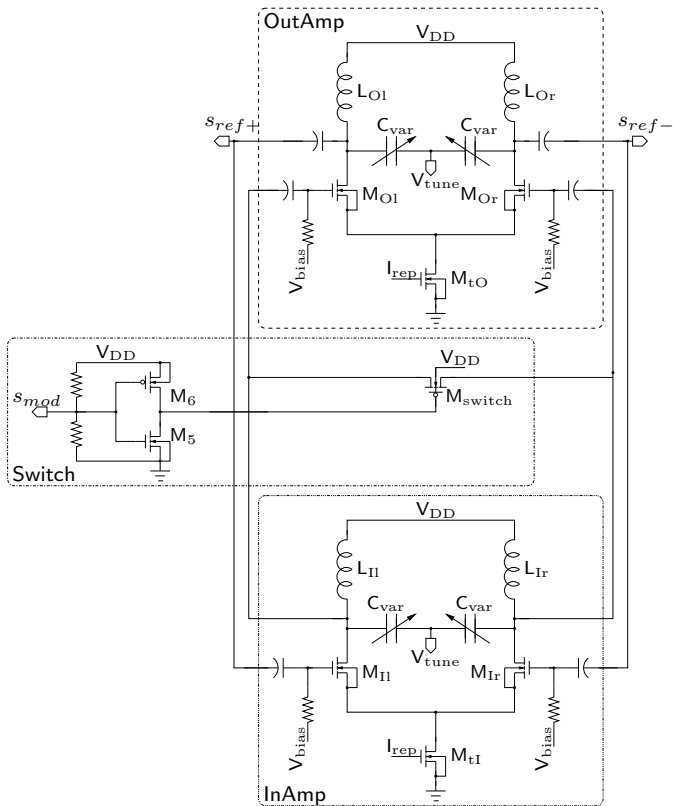 OutAmp
V_DD
L_Ol
L_Or
s_ref+
s_ref−
C_var
C_var
V_tune
M_Ol
M_Or
V_bias
I_rep
M_tO
V_bias
V_DD
V_DD
s_mod
M_6
M_switch
M_5
Switch
V_DD
L_Il
L_Ir
C_var
C_var
V_tune
M_Il
M_Ir
V_bias
I_rep
M_tI
V_bias
InAmp